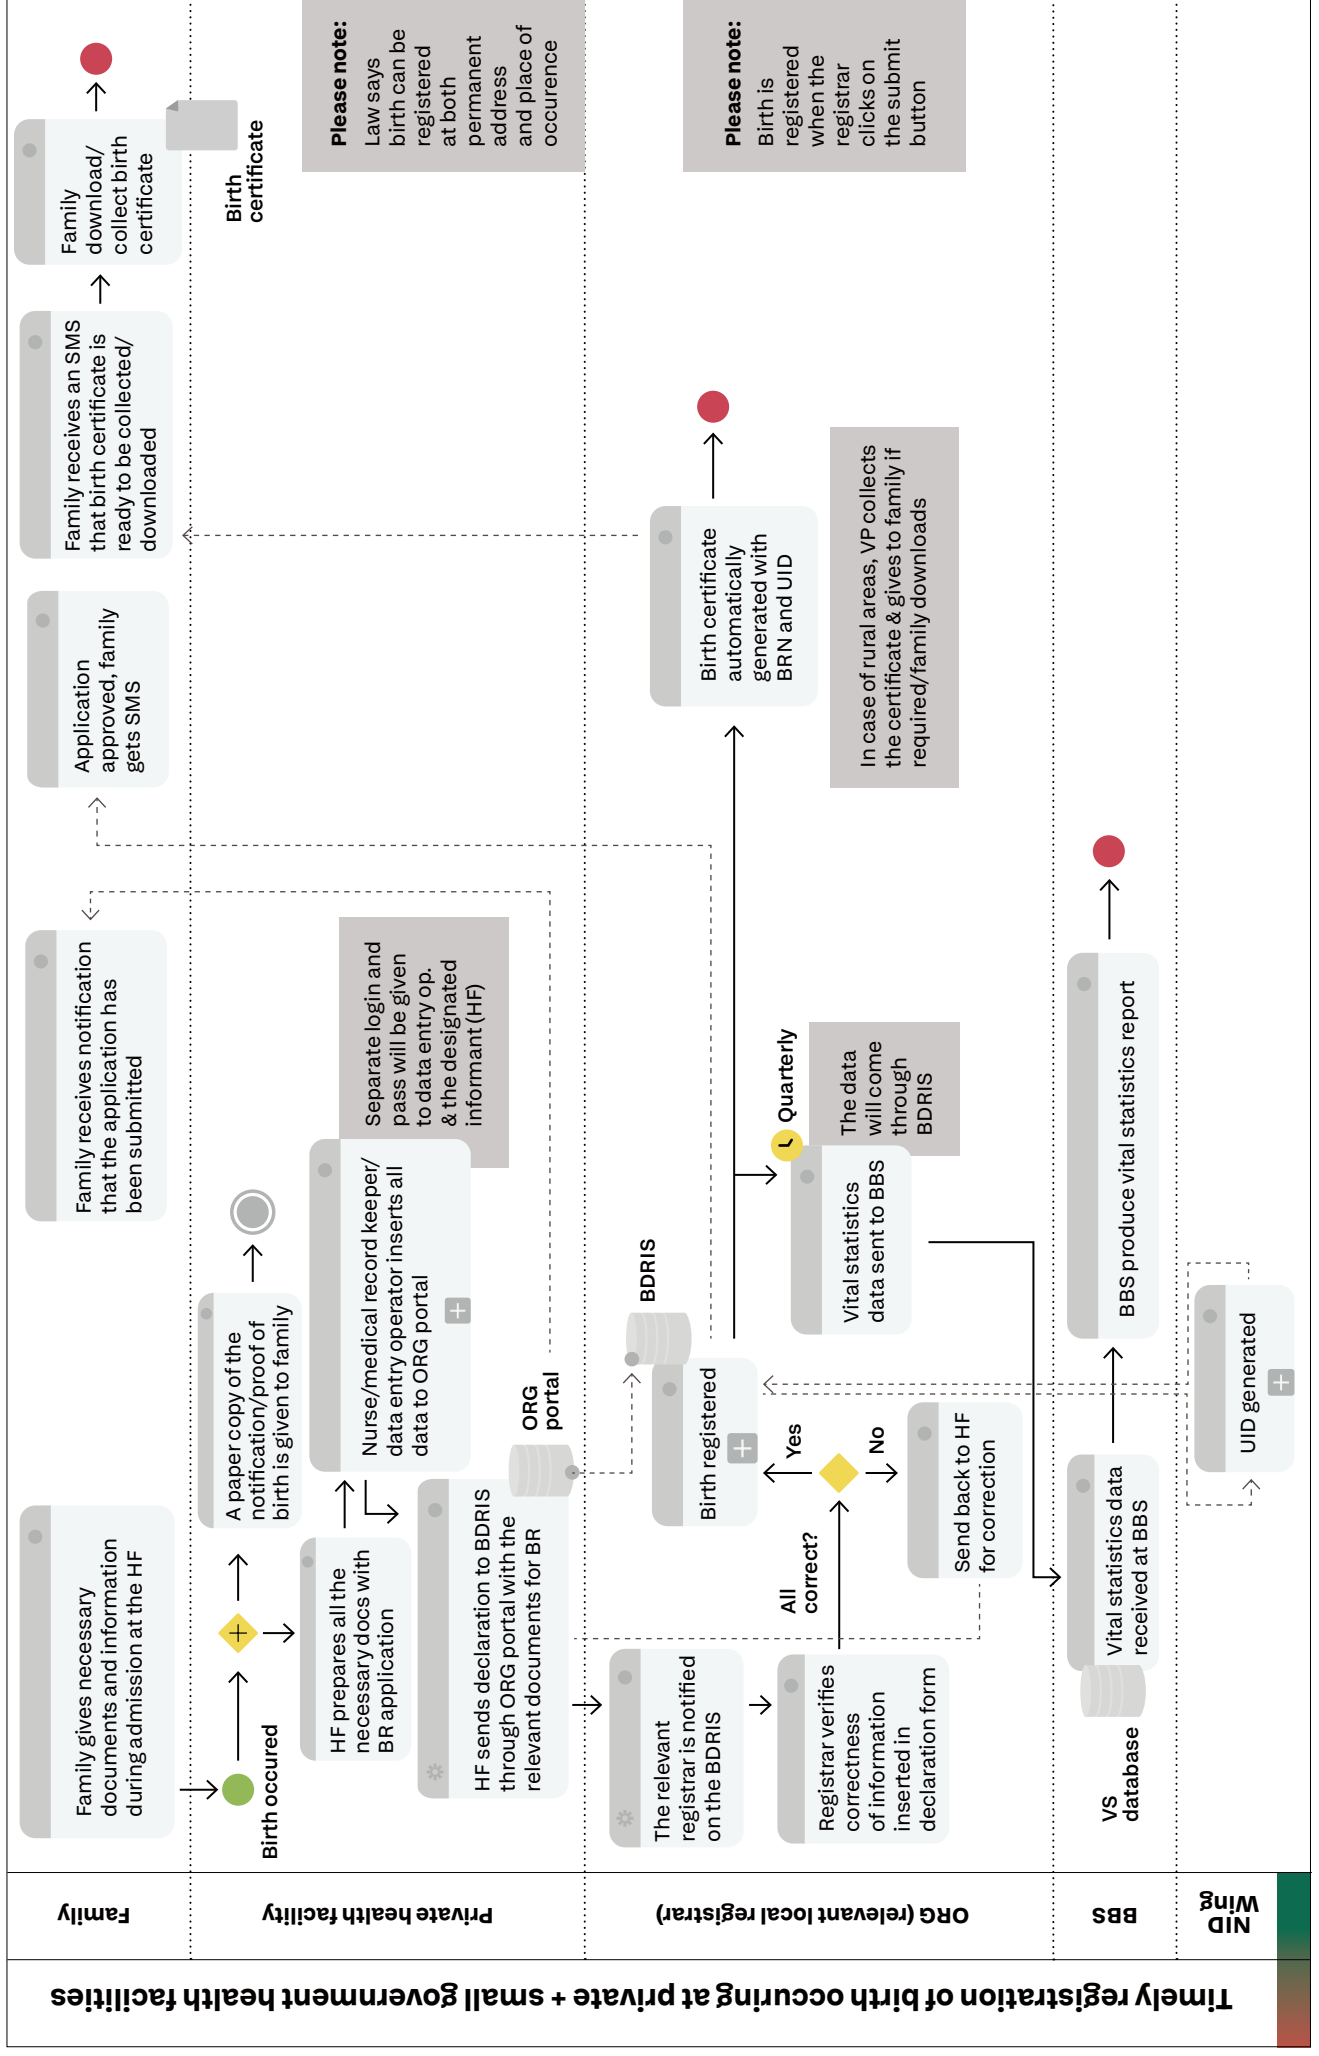 Timely registration of birth occuring at private + small government health facilities
Family
Family gives necessary
documents and information
during admission at the HF
Family receives notification
that the application has
been submitted
Application
approved, family
gets SMS
Family receives an SMS
that birth certificate is
ready to be collected/
downloaded
Family
download/
collect birth
certificate
Birth
certificate
Private health facility
Birth occured
A paper copy of the
notification/proof of
birth is given to family
HF prepares all the
necessary docs with
BR application
Nurse/medical record keeper/
data entry operator inserts all
data to ORG portal
Separate login and
pass will be given
to data entry op.
& the designated
informant (HF)
HF sends declaration to BDRIS
through ORG portal with the
relevant documents for BR
ORG
portal
Please note:
Law says
birth can be
registered
at both
permanent
address
and place of
occurence
ORG (relevant local registrar)
The relevant
registrar is notified
on the BDRIS
Registrar verifies
correctness
of information
inserted in
declaration form
All
correct?
Yes
No
Birth registered
BDRIS
Send back to HF
for correction
Quarterly
Vital statistics
data sent to BBS
The data
will come
through
BDRIS
Birth certificate
automatically
generated with
BRN and UID
In case of rural areas, VP collects
the certificate & gives to family if
required/family downloads
Please note:
Birth is
registered
when the
registrar
clicks on
the submit
button
BBS
VS
database
Vital statistics data
received at BBS
BBS produce vital statistics report
NID
Wing
UID generated